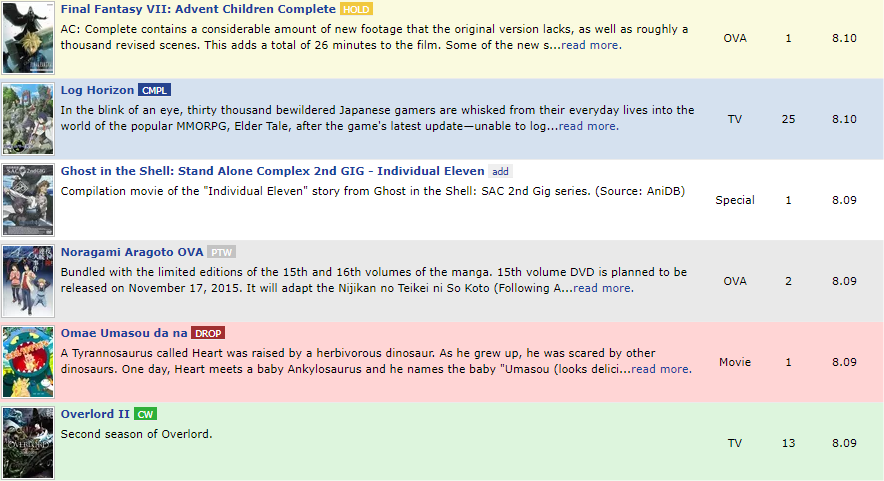 Final Fantasy VII: Advent Children Complete HOLD
AC: Complete contains a considerable amount of new footage that the original version lacks, as well as roughly a
thousand revised scenes. This adds a total of 26 minutes to the film. Some of the new s...read more.
OVA 1 8.10
Log Horizon CMPL
In the blink of an eye, thirty thousand bewildered Japanese gamers are whisked from their everyday lives into the
world of the popular MMORPG, Elder Tale, after the game's latest update—unable to log...read more.
TV 25 8.10
Ghost in the Shell: Stand Alone Complex 2nd GIG - Individual Eleven add
Compilation movie of the "Individual Eleven" story from Ghost in the Shell: SAC 2nd Gig series. (Source: AniDB)
Special 1 8.09
Noragami Aragoto OVA PTW
Bundled with the limited editions of the 15th and 16th volumes of the manga. 15th volume DVD is planned to be
released on November 17, 2015. It will adapt the Nijikan no Teikei ni So Koto (Following A...read more.
OVA 2 8.09
Omae Umasou da na DROP
A Tyrannosaurus called Heart was raised by a herbivorous dinosaur. As he grew up, he was scared by other
dinosaurs. One day, Heart meets a baby Ankylosaurus and he names the baby "Umasou (looks delici...read more.
Movie 1 8.09
Overlord II CW
Second season of Overlord.
TV 13 8.09
OVERLORD